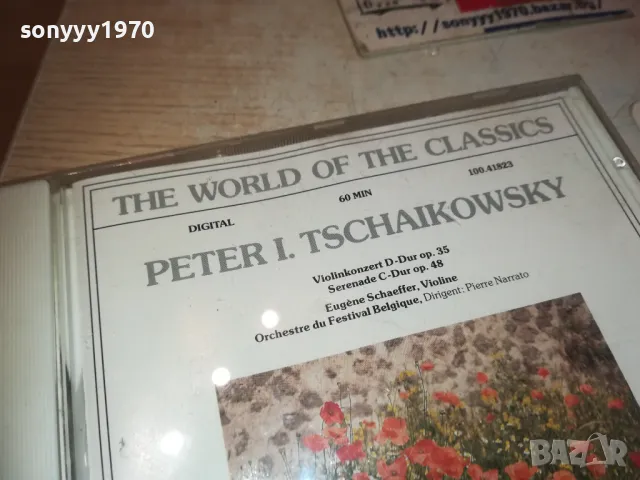 sonyyy1970
http://sonyyy1970.bazar.bg/
THE WORLD OF THE CLASSICS
DIGITAL 60 MIN 100.41823
PETER I. TSCHAIKOWSKY
Violinkonzert D-Dur op. 35
Serenade C-Dur op. 48
Eugène Schaeffer, Violine
Orchestre du Festival Belgique, Dirigent: Pierre Narrato
BAZAR